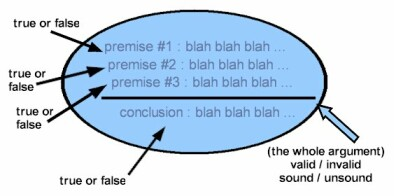 true or false
premise #1 : blah blah blah ...
true or
false
premise #2 : blah blah blah ...
true or
false
premise #3 : blah blah blah ...
conclusion : blah blah blah ...
true or false
(the whole argument)
valid / invalid
sound / unsound